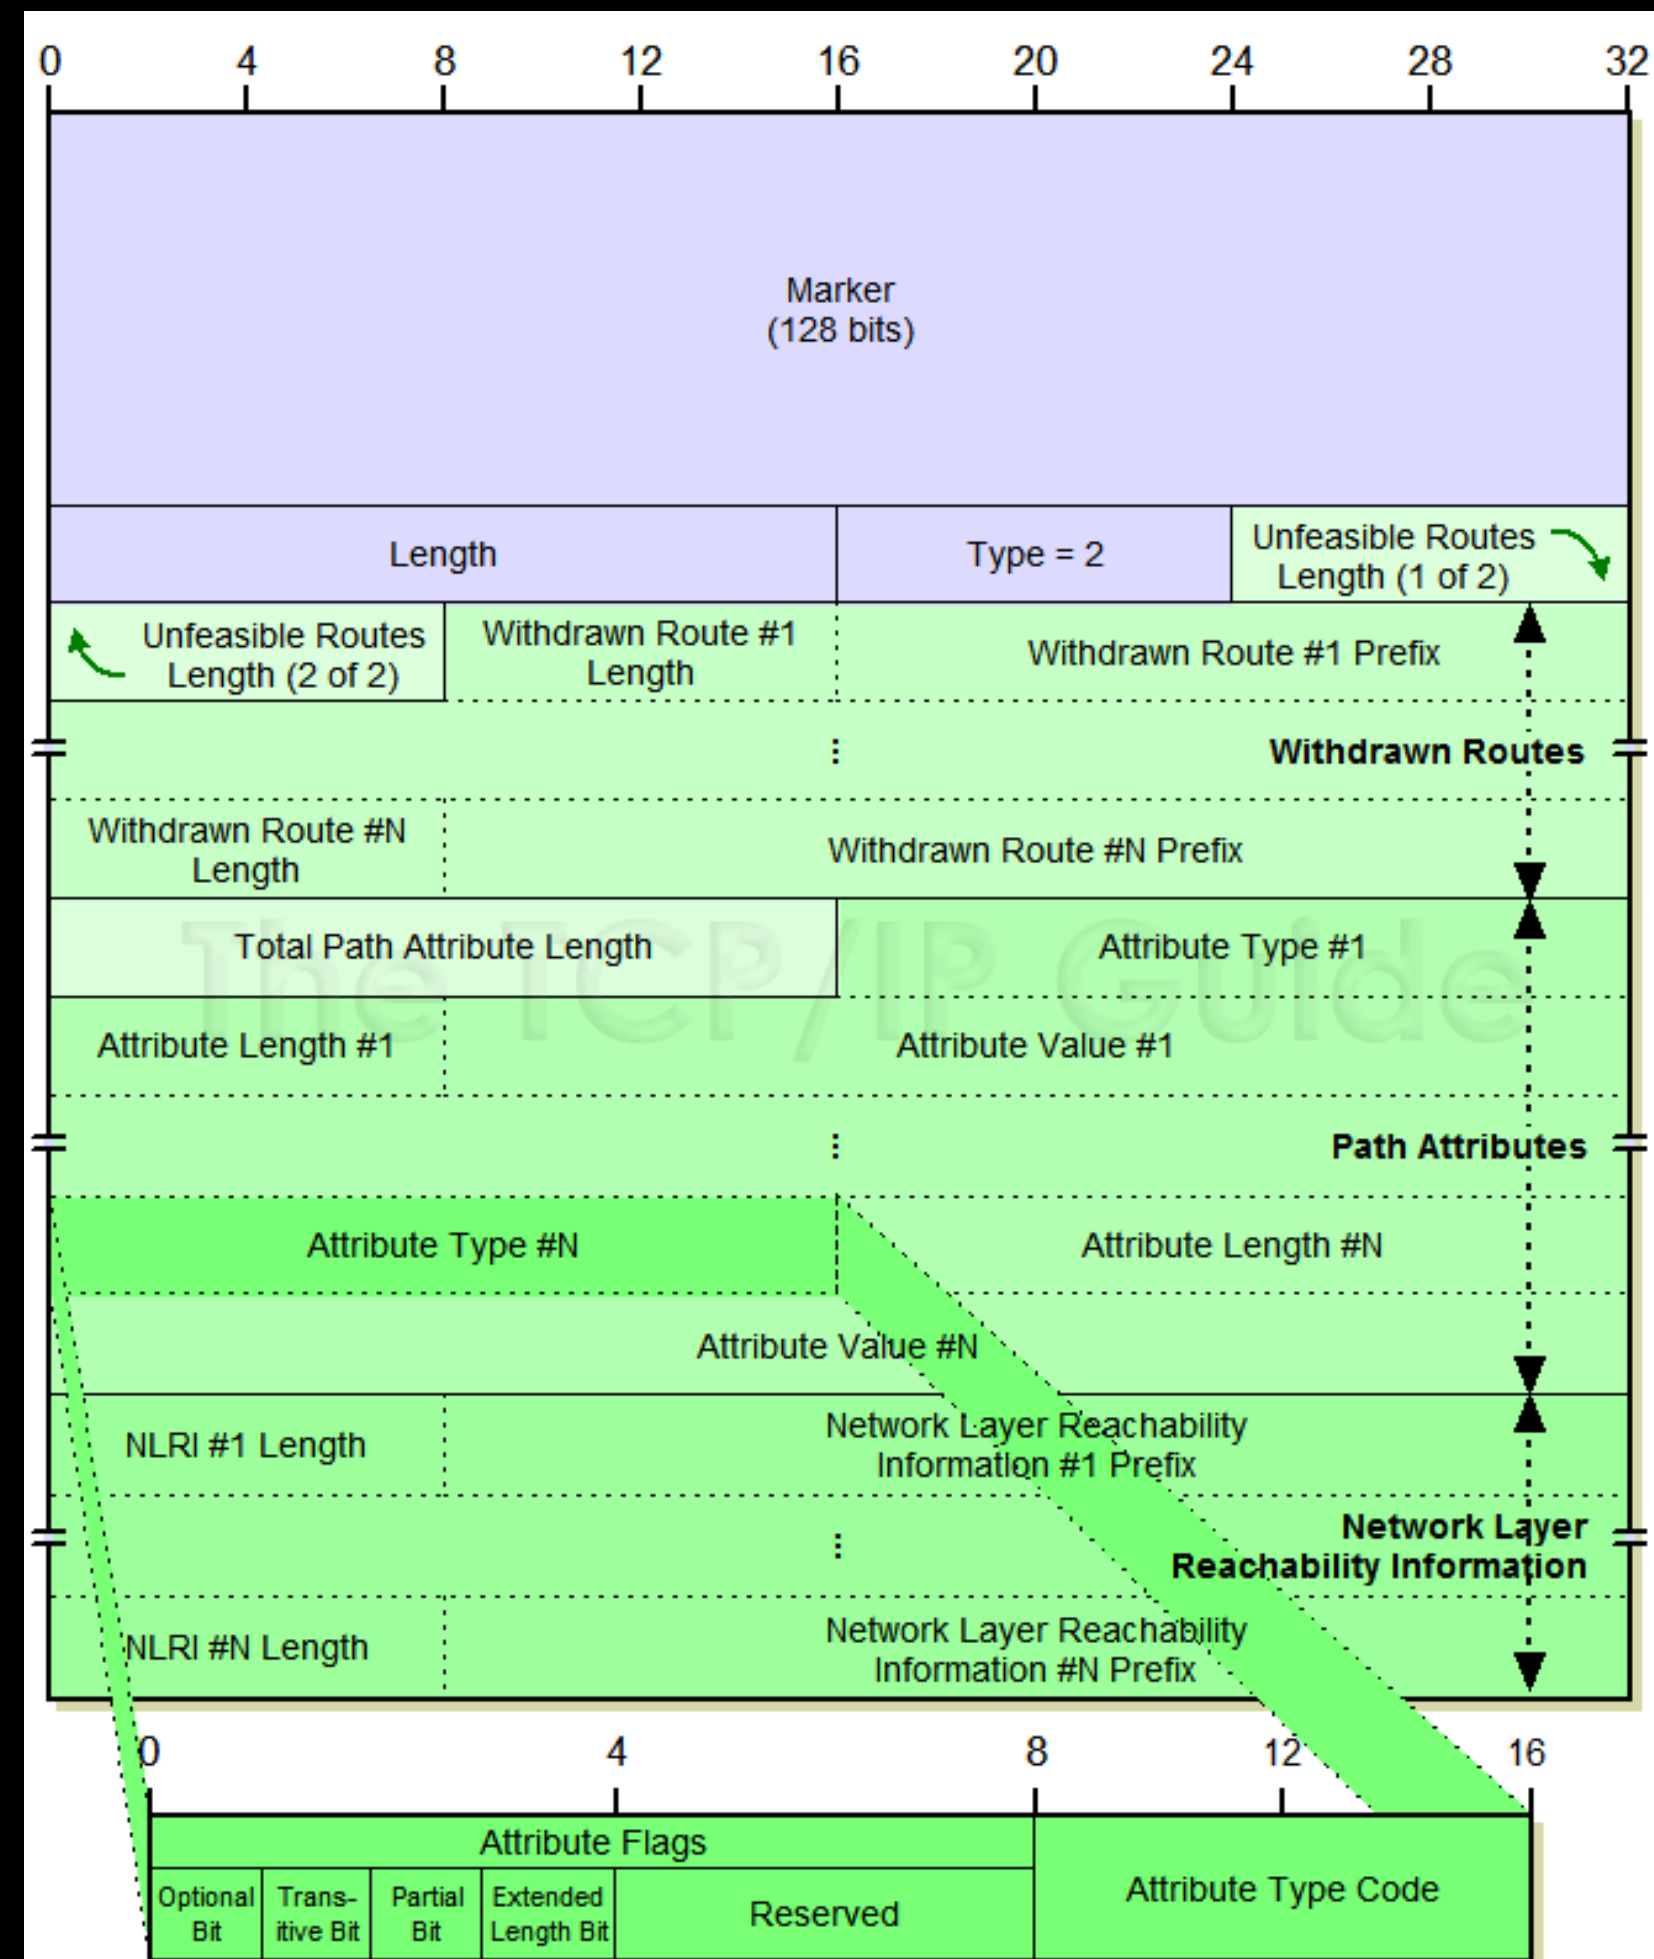 0 4 8 12 16 20 24 28 32
Marker
(128 bits)
Length
Type = 2
Unfeasible Routes
Length (1 of 2)
Unfeasible Routes
Length (2 of 2)
Withdrawn Route #1
Length
Withdrawn Route #1 Prefix
Withdrawn Routes
Withdrawn Route #N
Length
Withdrawn Route #N Prefix
Total Path Attribute Length
Attribute Type #1
The TCP/IP Guide
Attribute Length #1
Attribute Value #1
Path Attributes
Attribute Type #N
Attribute Length #N
Attribute Value #N
NLRI #1 Length
Network Layer Reachability
Information #1 Prefix
Network Layer
Reachability Information
NLRI #N Length
Network Layer Reachability
Information #N Prefix
0 4 8 12 16
Attribute Flags
Optional
Bit
Trans-
itive Bit
Partial
Bit
Extended
Length Bit
Reserved
Attribute Type Code